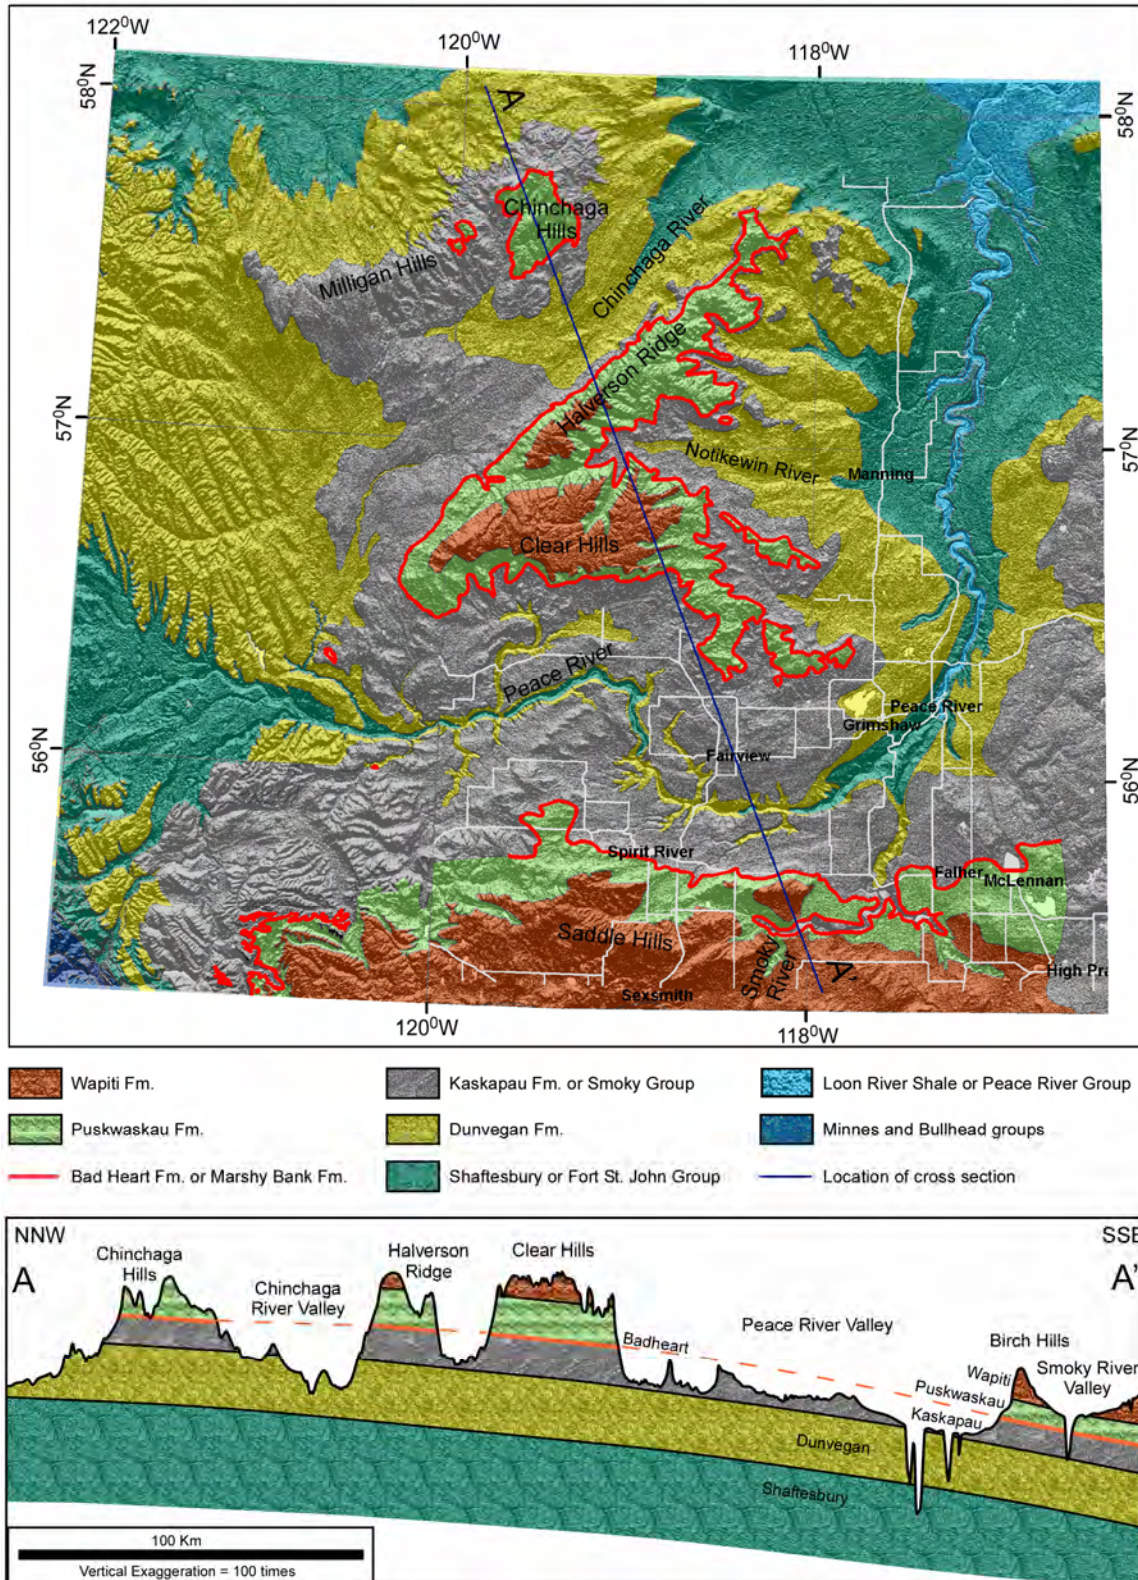 122⁰W
120⁰W
118⁰W
58⁰N
58⁰N
A
Chinchaga
Hills
Milligan Hills
Chinchaga River
Halverson Ridge
57⁰N
57⁰N
Notikewin River
Manning
Clear Hills
Peace River
Peace River
Grimshaw
Fairview
56⁰N
56⁰N
Spirit River
Falher
McLennan
Saddle Hills
Smoky
River
A'
High Pra
Sexsmith
120⁰W
118⁰W
Wapiti Fm.
Kaskapau Fm. or Smoky Group
Loon River Shale or Peace River Group
Puskwaskau Fm.
Dunvegan Fm.
Minnes and Bullhead groups
Bad Heart Fm. or Marshy Bank Fm.
Shaftesbury or Fort St. John Group
Location of cross section
NNW
SSE
A
A'
Chinchaga
Hills
Chinchaga
River Valley
Halverson
Ridge
Clear Hills
Badheart
Peace River Valley
Birch Hills
Smoky River
Valley
Wapiti
Puskwaskau
Kaskapau
Dunvegan
Shaftesbury
100 Km
Vertical Exaggeration = 100 times